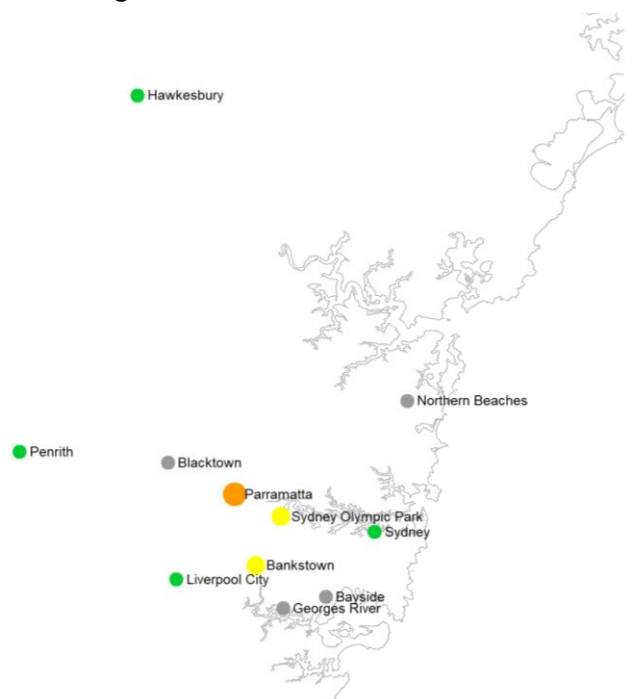 Hawkesbury
Northern Beaches
Penrith
Blacktown
Parramatta
Sydney Olympic Park
Sydney
Bankstown
Liverpool City
Bayside
Georges River